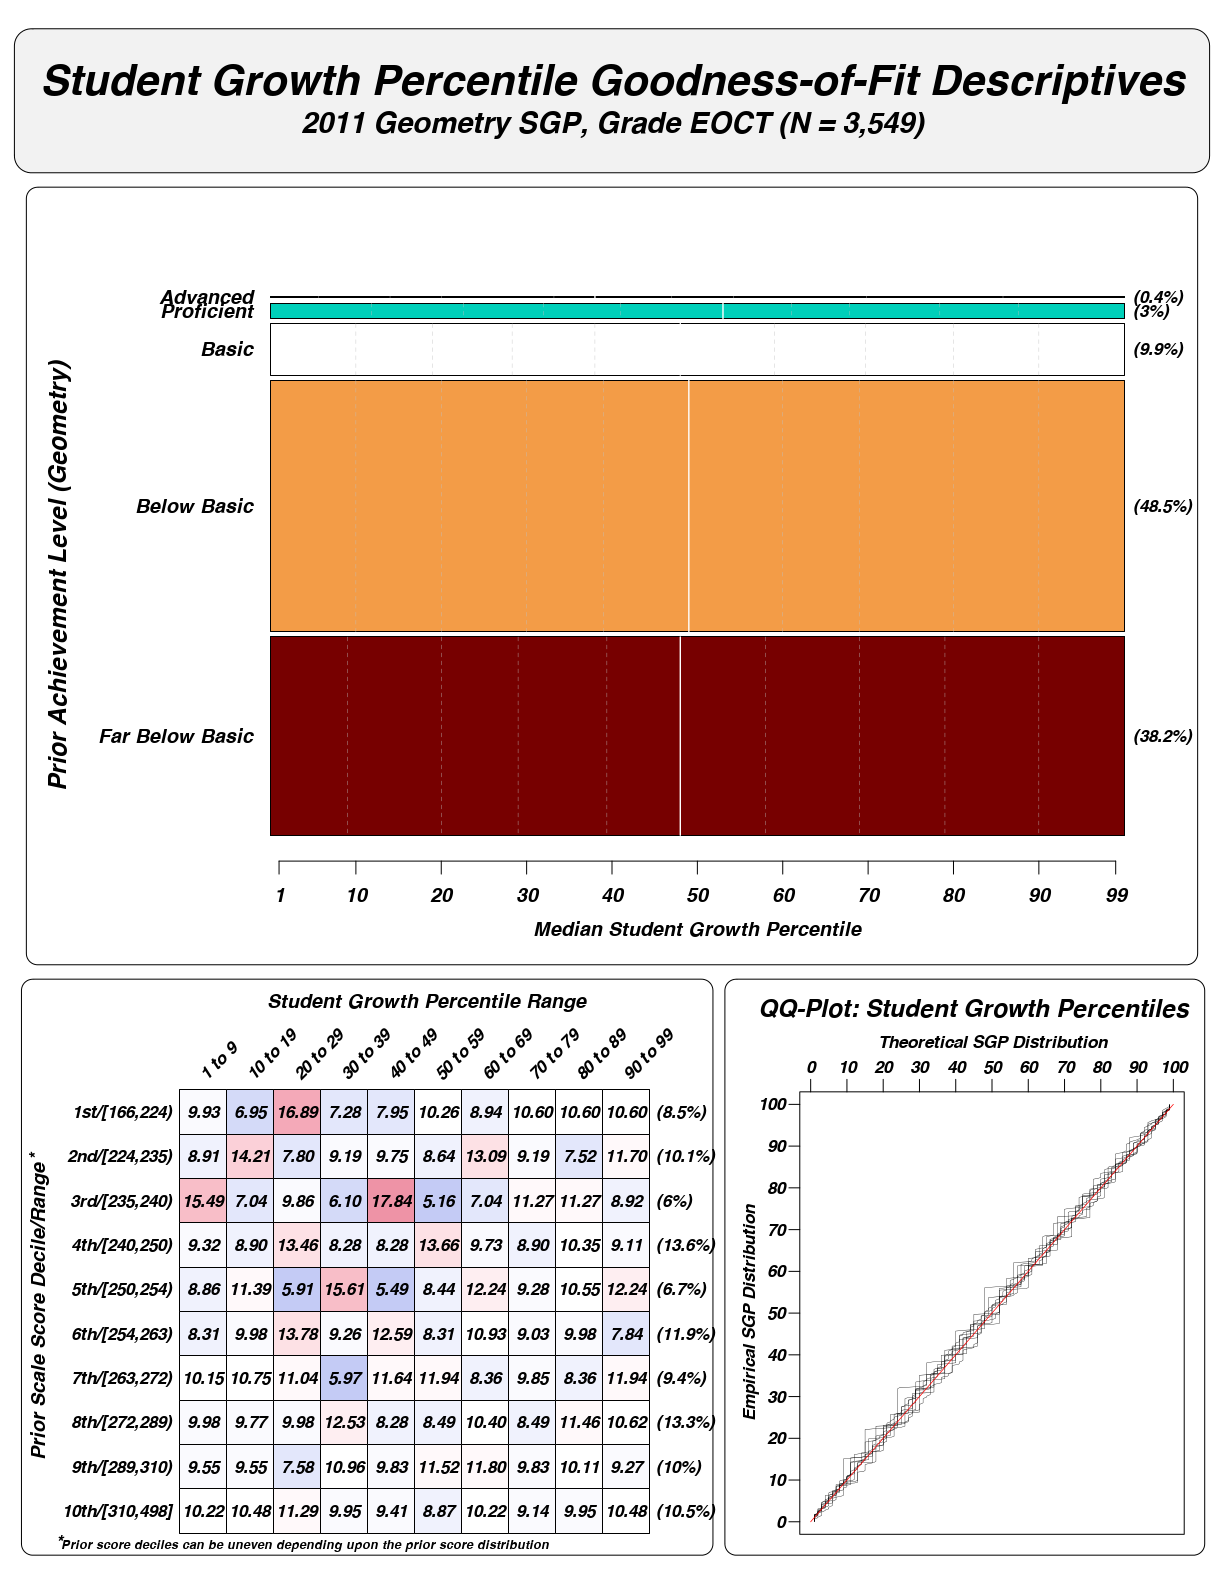 Student Growth Percentile Goodness-of-Fit Descriptives
2011 Geometry SGP, Grade EOCT (N = 3,549)
Prior Achievement Level (Geometry)
Advanced (0.4%)
Proficient (3%)
Basic (9.9%)
Below Basic (48.5%)
Far Below Basic (38.2%)
1 10 20 30 40 50 60 70 80 90 99
Median Student Growth Percentile
Student Growth Percentile Range
1 to 9 10 to 19 20 to 29 30 to 39 40 to 49 50 to 59 60 to 69 70 to 79 80 to 89 90 to 99
Prior Scale Score Decile/Range*
1st/[166,224) 9.93 6.95 16.89 7.28 7.95 10.26 8.94 10.60 10.60 10.60 (8.5%)
2nd/[224,235) 8.91 14.21 7.80 9.19 9.75 8.64 13.09 9.19 7.52 11.70 (10.1%)
3rd/[235,240) 15.49 7.04 9.86 6.10 17.84 5.16 7.04 11.27 11.27 8.92 (6%)
4th/[240,250) 9.32 8.90 13.46 8.28 8.28 13.66 9.73 8.90 10.35 9.11 (13.6%)
5th/[250,254) 8.86 11.39 5.91 15.61 5.49 8.44 12.24 9.28 10.55 12.24 (6.7%)
6th/[254,263) 8.31 9.98 13.78 9.26 12.59 8.31 10.93 9.03 9.98 7.84 (11.9%)
7th/[263,272) 10.15 10.75 11.04 5.97 11.64 11.94 8.36 9.85 8.36 11.94 (9.4%)
8th/[272,289) 9.98 9.77 9.98 12.53 8.28 8.49 10.40 8.49 11.46 10.62 (13.3%)
9th/[289,310) 9.55 9.55 7.58 10.96 9.83 11.52 11.80 9.83 10.11 9.27 (10%)
10th/[310,498] 10.22 10.48 11.29 9.95 9.41 8.87 10.22 9.14 9.95 10.48 (10.5%)
*Prior score deciles can be uneven depending upon the prior score distribution
QQ-Plot: Student Growth Percentiles
Theoretical SGP Distribution
0 10 20 30 40 50 60 70 80 90 100
Empirical SGP Distribution
100
90
80
70
60
50
40
30
20
10
0